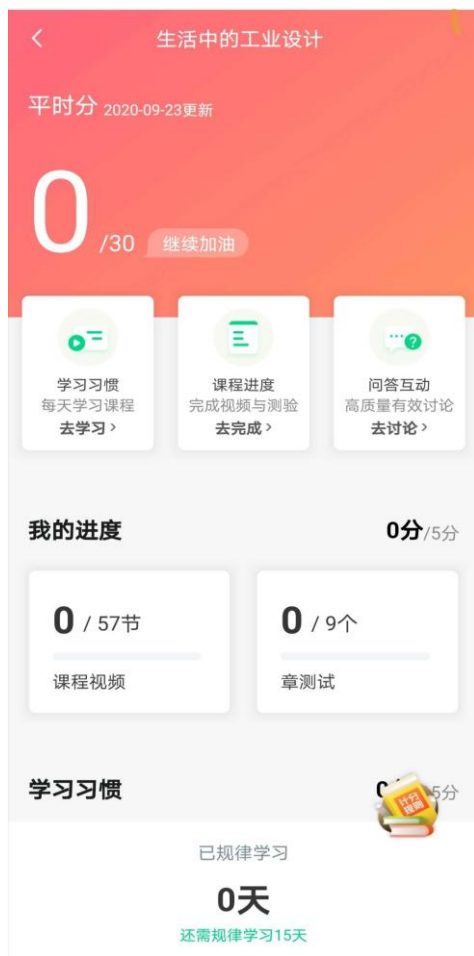 生活中的工业设计
平时分 2020-09-23更新
0/30 继续加油
学习习惯
每天学习课程
去学习
课程进度
完成视频与测验
去完成
问答互动
高质量有效讨论
去讨论
我的进度 0分/5分
0 / 57节
课程视频
0 / 9个
章测试
学习习惯 5分
计分
规则
已规律学习
0天
还需规律学习15天